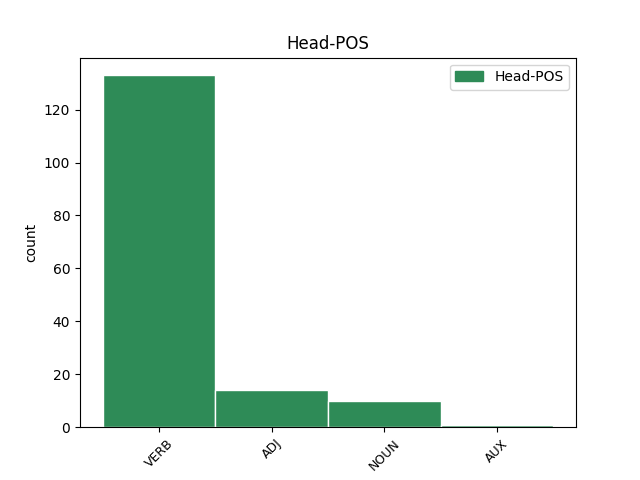 Head-POS
Head-POS
count
120
100
80
60
40
20
0
VERB
ADJ
NOUN
AUX